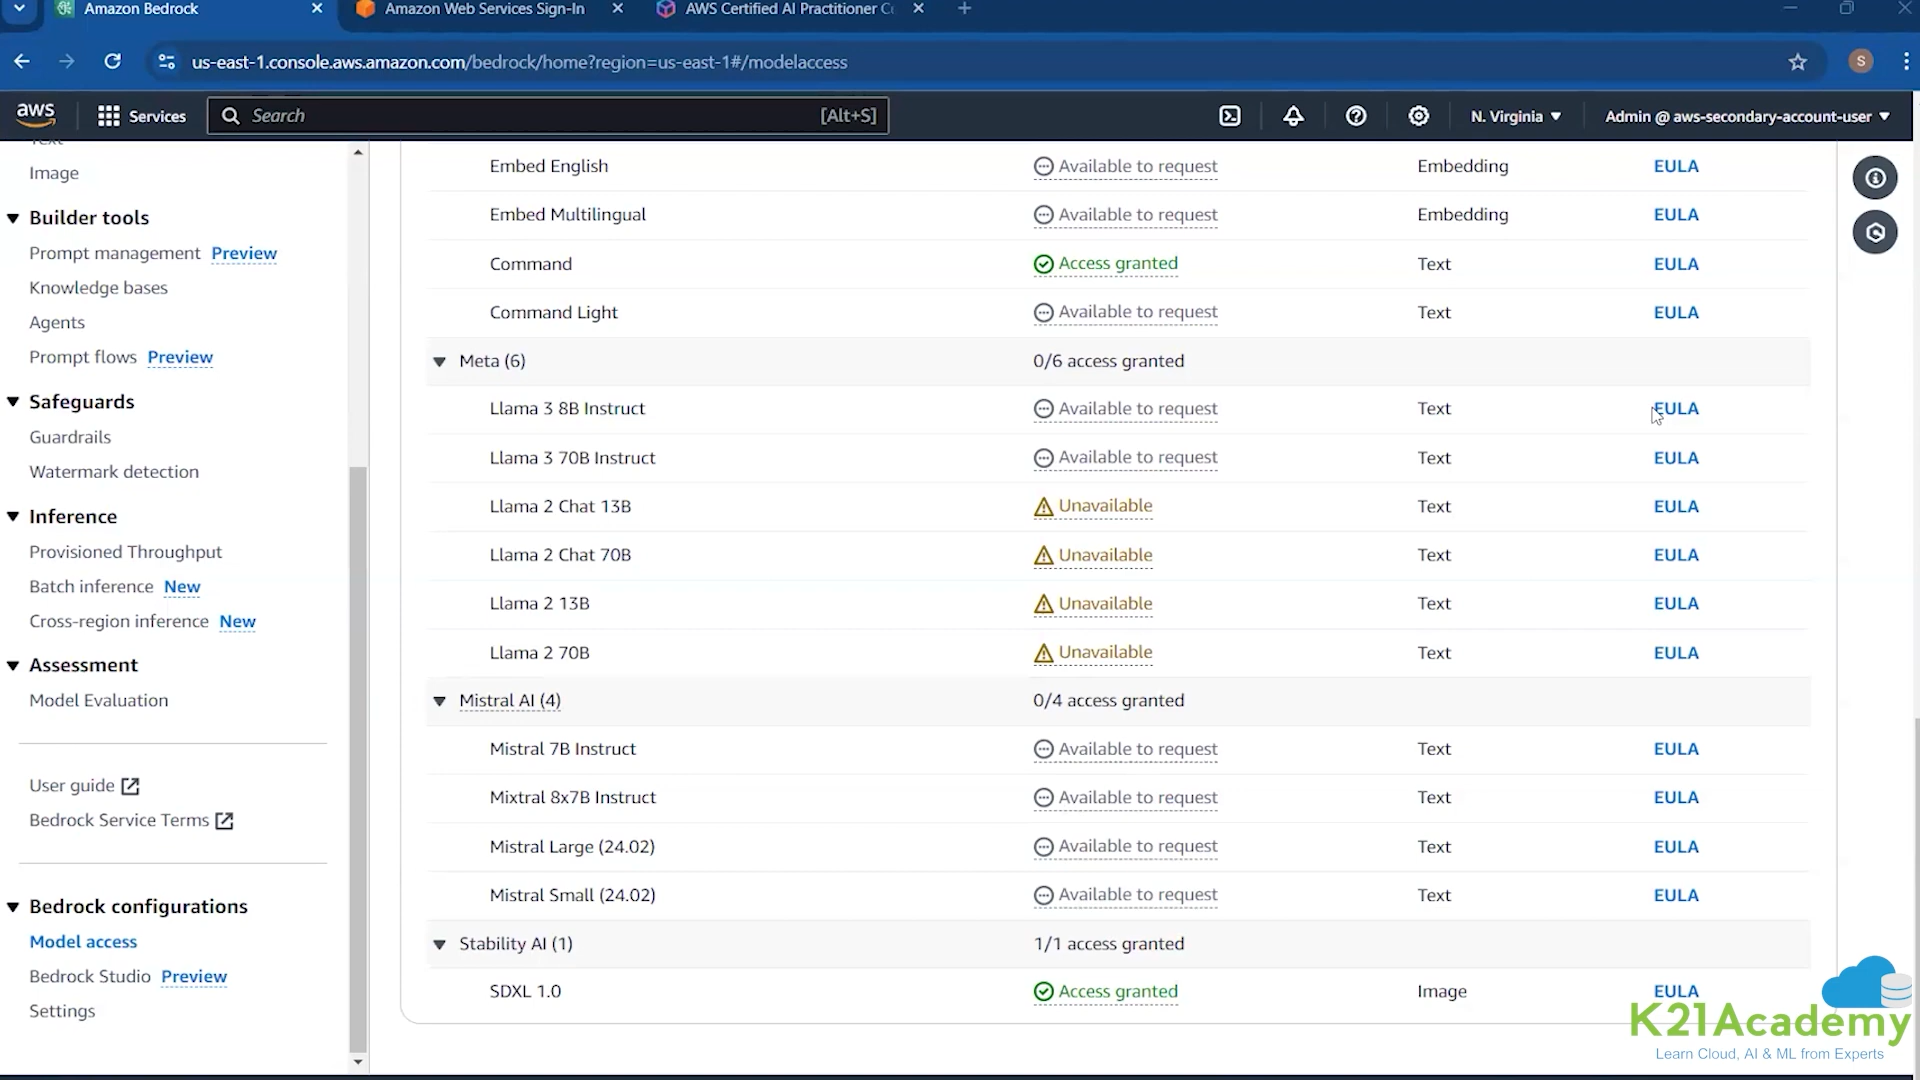 Amazon Bedrock
Amazon Web Services Sign-In
AWS Certified AI Practitioner Ce
us-east-1.console.aws.amazon.com/bedrock/home?region=us-east-1#/modelaccess
S
aws
Services
Search
[Alt+S]
N. Virginia
Admin @ aws-secondary-account-user
Text
Image
Builder tools
Prompt management Preview
Knowledge bases
Agents
Prompt flows Preview
Safeguards
Guardrails
Watermark detection
Inference
Provisioned Throughput
Batch inference New
Cross-region inference New
Assessment
Model Evaluation
User guide
Bedrock Service Terms
Bedrock configurations
Model access
Bedrock Studio Preview
Settings
Embed English Available to request Embedding EULA
Embed Multilingual Available to request Embedding EULA
Command Access granted Text EULA
Command Light Available to request Text EULA
Meta (6) 0/6 access granted
Llama 3 8B Instruct Available to request Text EULA
Llama 3 70B Instruct Available to request Text EULA
Llama 2 Chat 13B Unavailable Text EULA
Llama 2 Chat 70B Unavailable Text EULA
Llama 2 13B Unavailable Text EULA
Llama 2 70B Unavailable Text EULA
Mistral AI (4) 0/4 access granted
Mistral 7B Instruct Available to request Text EULA
Mixtral 8x7B Instruct Available to request Text EULA
Mistral Large (24.02) Available to request Text EULA
Mistral Small (24.02) Available to request Text EULA
Stability AI (1) 1/1 access granted
SDXL 1.0 Access granted Image EULA
K21Academy
Learn Cloud, AI & ML from Experts